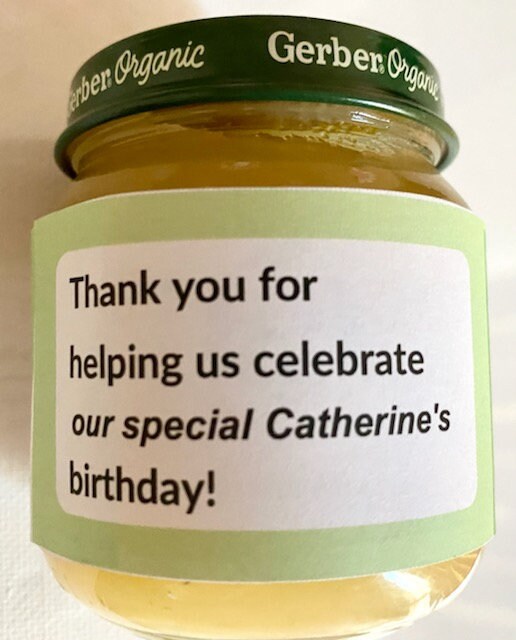 Gerber Organic Gerber Organic
Thank you for
helping us celebrate
our special Catherine's
birthday!